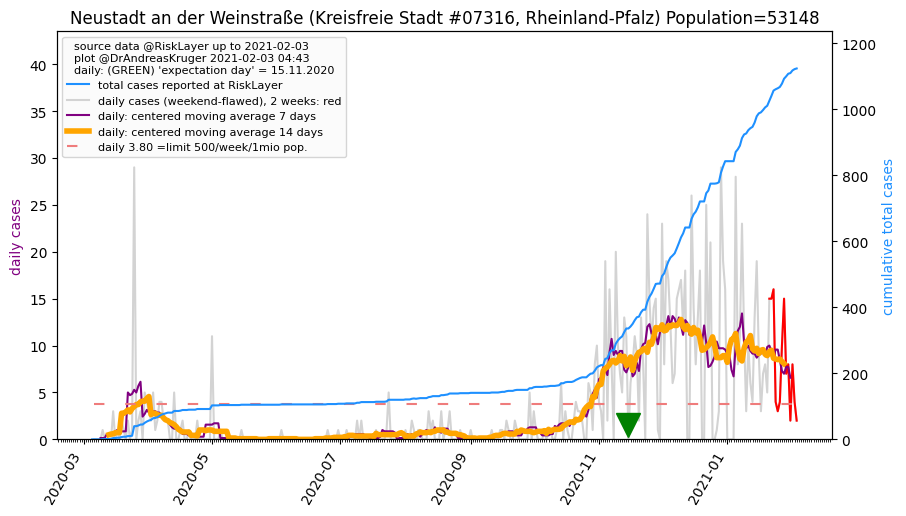 Neustadt an der Weinstraße (Kreisfreie Stadt #07316, Rheinland-Pfalz) Population=53148
source data @RiskLayer up to 2021-02-03
plot @DrAndreasKruger 2021-02-03 04:43
daily: (GREEN) 'expectation day' = 15.11.2020
total cases reported at RiskLayer
daily cases (weekend-flawed), 2 weeks: red
daily: centered moving average 7 days
daily: centered moving average 14 days
daily 3.80 =limit 500/week/1mio pop.
daily cases
0
5
10
15
20
25
30
35
40
cumulative total cases
0
200
400
600
800
1000
1200
2020-03
2020-05
2020-07
2020-09
2020-11
2021-01